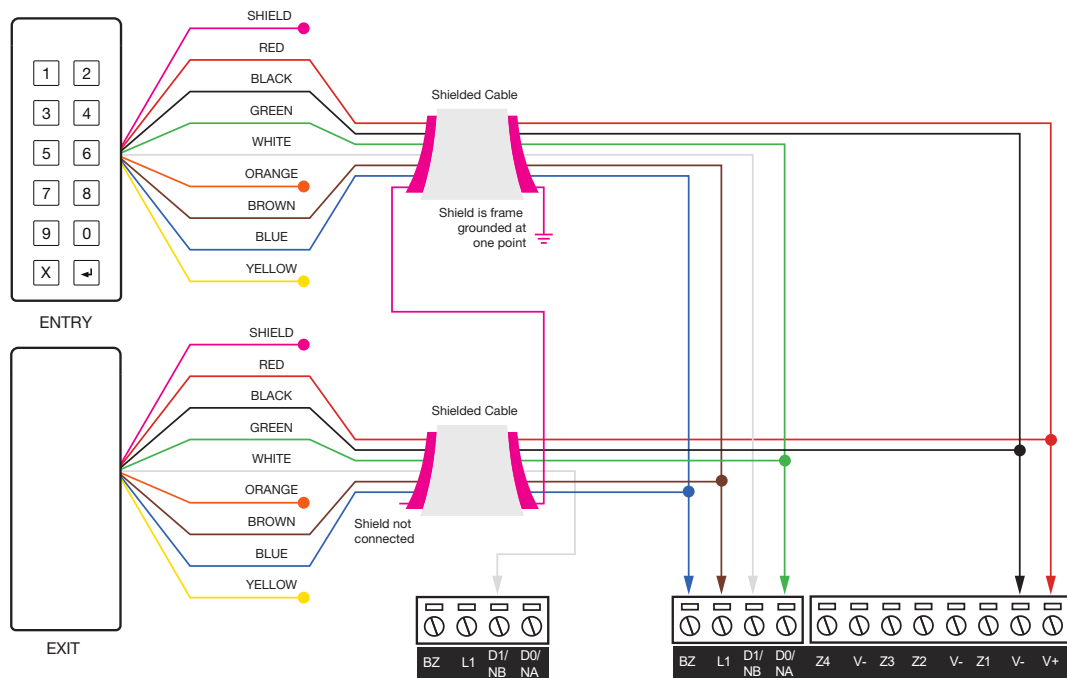 SHIELD
RED
BLACK
GREEN
WHITE
ORANGE
BROWN
BLUE
YELLOW
1 2
3 4
5 6
7 8
9 0
X ↵
ENTRY
Shielded Cable
Shield is frame
grounded at
one point
SHIELD
RED
BLACK
GREEN
WHITE
ORANGE
BROWN
BLUE
YELLOW
EXIT
Shielded Cable
Shield not
connected
BZ L1 D1/NB D0/NA
BZ L1 D1/NB D0/NA
Z4 V- Z3 Z2 V- Z1 V- V+